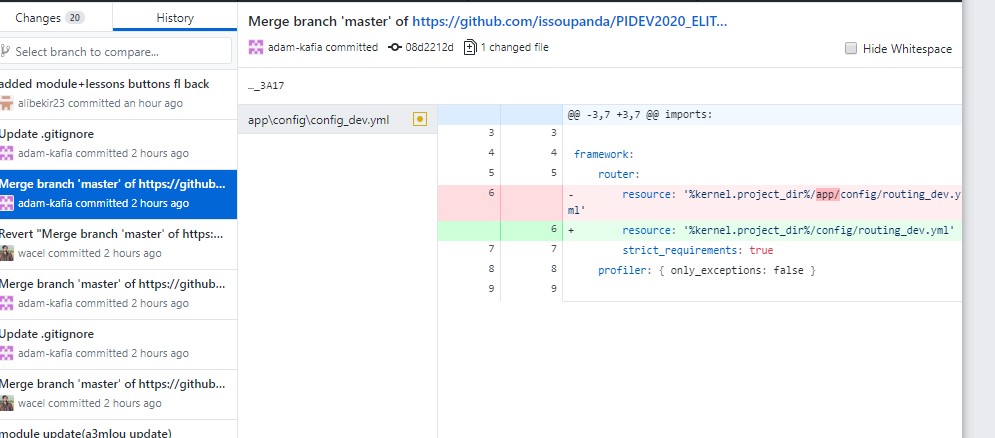 Changes 20
History
Select branch to compare...
added module+lessons buttons fl back
alibekir23 committed an hour ago
Update .gitignore
adam-kafia committed 2 hours ago
Merge branch 'master' of https://github...
adam-kafia committed 2 hours ago
Revert "Merge branch 'master' of https:...
wacel committed 2 hours ago
Merge branch 'master' of https://github...
adam-kafia committed 2 hours ago
Update .gitignore
adam-kafia committed 2 hours ago
Merge branch 'master' of https://github...
wacel committed 2 hours ago
module update(a3mlou update)
Merge branch 'master' of https://github.com/issoupanda/PIDEV2020_ELIT...
adam-kafia committed 08d2212d 1 changed file
Hide Whitespace
..._3A17
app\config\config_dev.yml
@@ -3,7 +3,7 @@ imports:
3 3
4 4 framework:
5 5 router:
6 - resource: '%kernel.project_dir%/app/config/routing_dev.y
ml'
6 + resource: '%kernel.project_dir%/config/routing_dev.yml'
7 7 strict_requirements: true
8 8 profiler: { only_exceptions: false }
9 9